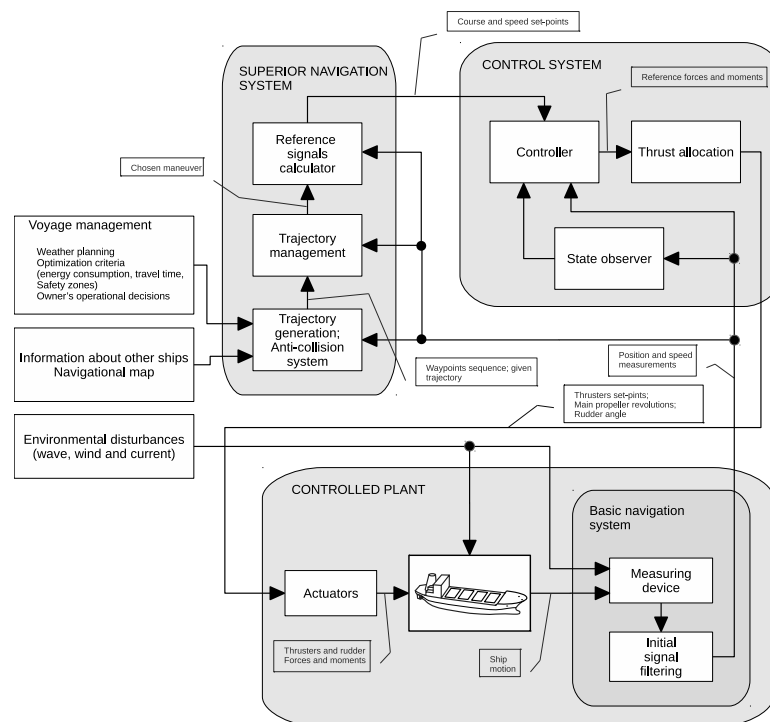 Course and speed set-points
SUPERIOR NAVIGATION
SYSTEM
CONTROL SYSTEM
Reference forces and moments
Reference
signals
calculator
Controller
Thrust allocation
Chosen maneuver
Voyage management
Weather planning
Optimization criteria
(energy consumption, travel time,
Safety zones)
Owner's operational decisions
Trajectory
management
State observer
Trajectory
generation;
Anti-collision
system
Information about other ships
Navigational map
Waypoints sequence; given
trajectory
Position and speed
measurements
Thrusters set-pints;
Main propeller revolutions;
Rudder angle
Environmental disturbances
(wave, wind and current)
CONTROLLED PLANT
Basic navigation
system
Actuators
Measuring
device
Thrusters and rudder
Forces and moments
Ship
motion
Initial
signal
filtering